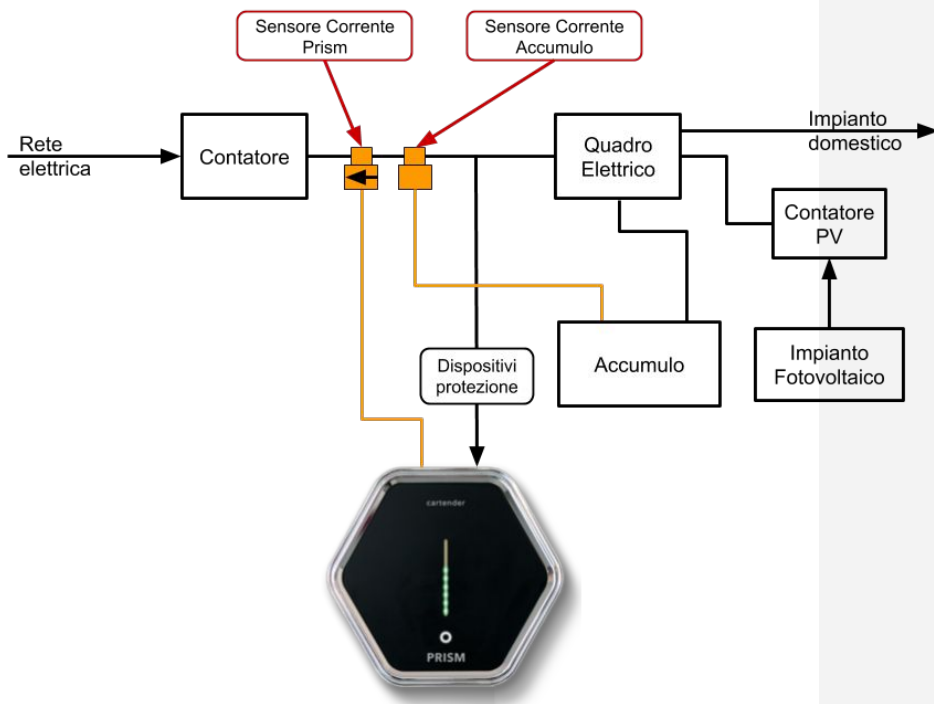 Sensore Corrente
Prism
Sensore Corrente
Accumulo
Rete
elettrica
Contatore
Quadro
Elettrico
Impianto
domestico
Contatore
PV
Dispositivi
protezione
Accumulo
Impianto
Fotovoltaico
cartender
PRISM